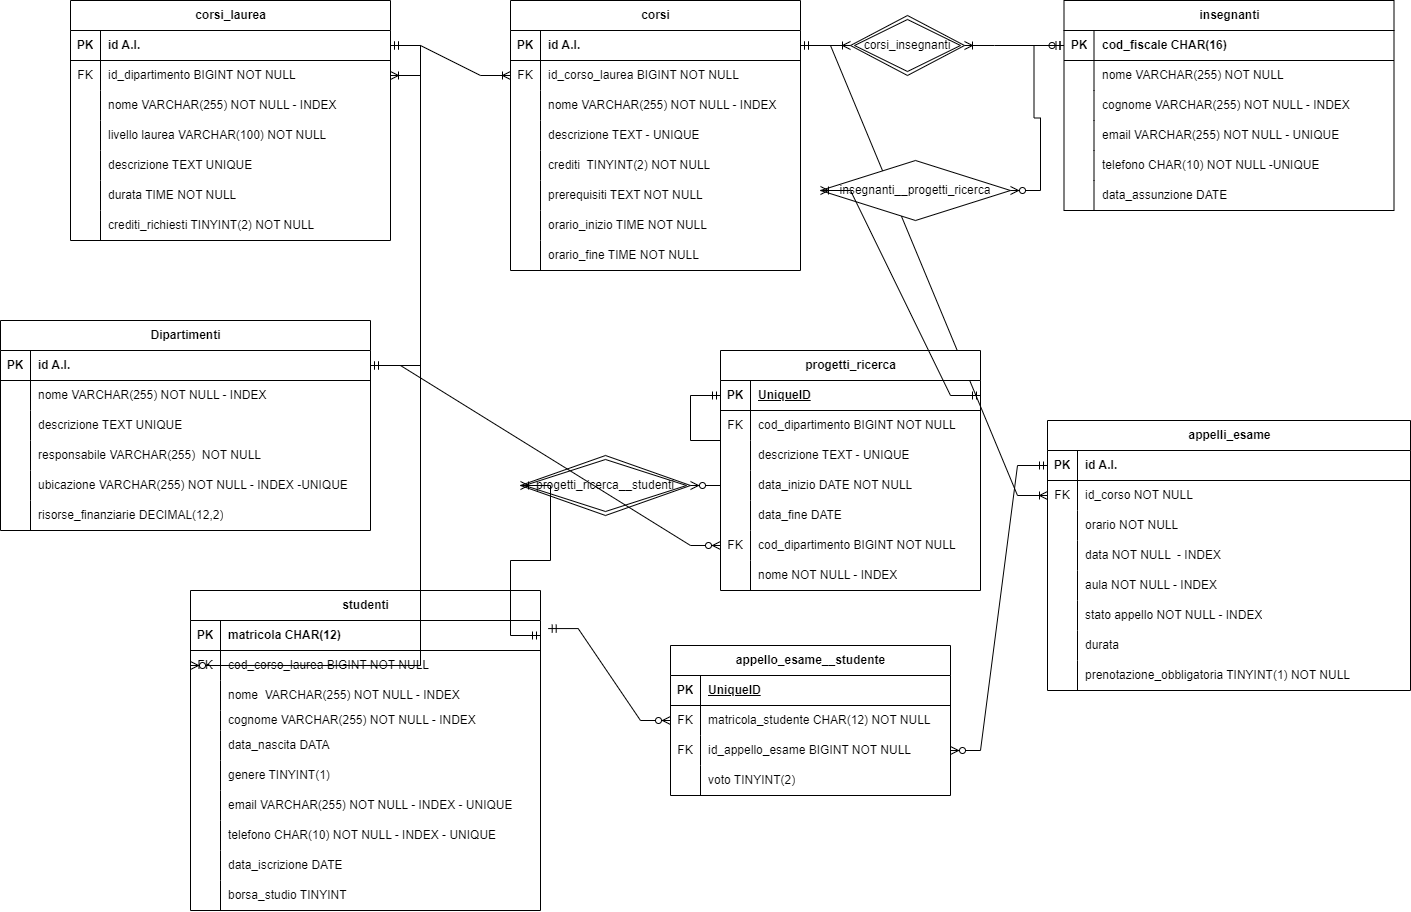 corsi_laurea
PK id A.I.
FK id_dipartimento BIGINT NOT NULL
nome VARCHAR(255) NOT NULL - INDEX
livello laurea VARCHAR(100) NOT NULL
descrizione TEXT UNIQUE
durata TIME NOT NULL
crediti_richiesti TINYINT(2) NOT NULL
corsi
PK id A.I.
FK id_corso_laurea BIGINT NOT NULL
nome VARCHAR(255) NOT NULL - INDEX
descrizione TEXT - UNIQUE
crediti  TINYINT(2) NOT NULL
prerequisiti TEXT NOT NULL
orario_inizio TIME NOT NULL
orario_fine TIME NOT NULL
corsi_insegnanti
insegnanti__progetti_ricerca
insegnanti
PK cod_fiscale CHAR(16)
nome VARCHAR(255) NOT NULL
cognome VARCHAR(255) NOT NULL - INDEX
email VARCHAR(255) NOT NULL - UNIQUE
telefono CHAR(10) NOT NULL -UNIQUE
data_assunzione DATE
Dipartimenti
PK id A.I.
nome VARCHAR(255) NOT NULL - INDEX
descrizione TEXT UNIQUE
responsabile VARCHAR(255)  NOT NULL
ubicazione VARCHAR(255) NOT NULL - INDEX -UNIQUE
risorse_finanziarie DECIMAL(12,2)
progetti_ricerca
PK UniqueID
FK cod_dipartimento BIGINT NOT NULL
descrizione TEXT - UNIQUE
data_inizio DATE NOT NULL
data_fine DATE
FK cod_dipartimento BIGINT NOT NULL
nome NOT NULL - INDEX
progetti_ricerca__studenti
appelli_esame
PK id A.I.
FK id_corso NOT NULL
orario NOT NULL
data NOT NULL  - INDEX
aula NOT NULL - INDEX
stato appello NOT NULL - INDEX
durata
prenotazione_obbligatoria TINYINT(1) NOT NULL
studenti
PK matricola CHAR(12)
FK cod_corso_laurea BIGINT NOT NULL
nome  VARCHAR(255) NOT NULL - INDEX
cognome VARCHAR(255) NOT NULL - INDEX
data_nascita DATA
genere TINYINT(1)
email VARCHAR(255) NOT NULL - INDEX - UNIQUE
telefono CHAR(10) NOT NULL - INDEX - UNIQUE
data_iscrizione DATE
borsa_studio TINYINT
appello_esame__studente
PK UniqueID
FK matricola_studente CHAR(12) NOT NULL
FK id_appello_esame BIGINT NOT NULL
voto TINYINT(2)